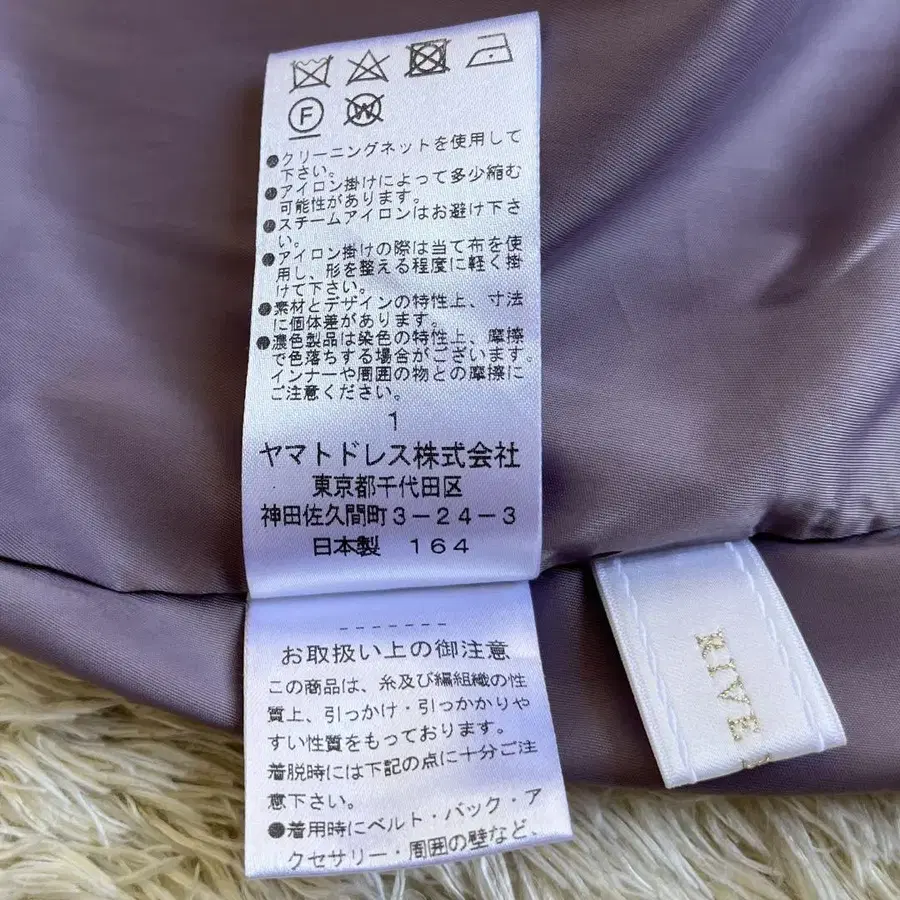 F W
●クリーニングネットを使用して
下さい。
●アイロン掛けによって多少縮む
可能性があります。
●スチームアイロンはお避け下さ
い。
●アイロン掛けの際は当て布を使
用し、形を整える程度に軽く掛
けて下さい。
●素材とデザインの特性上、寸法
に個体差があります。
●濃色製品は染色の特性上、摩擦
で色落ちする場合がございます。
インナーや周囲の物との摩擦に
ご注意ください。
1
ヤマトドレス株式会社
東京都千代田区
神田佐久間町3-24-3
日本製 164
-------
お取扱い上の御注意
この商品は、糸及び編組織の性
質上、引っかけ・引っかかりや
すい性質をもっております。
着脱時には下記の点に十分ご注
意下さい。
●着用時にベルト・バック・ア
クセサリー・周囲の壁など、